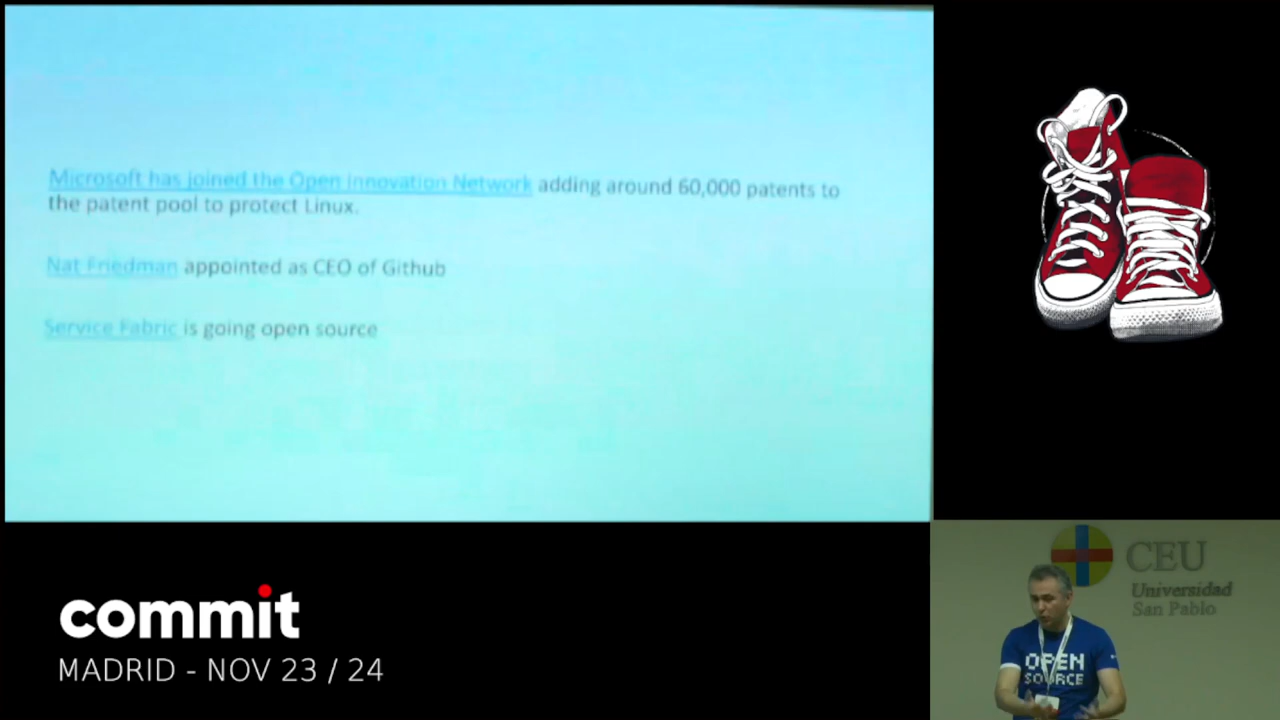 Microsoft has joined the Open Innovation Network adding around 60,000 patents to
the patent pool to protect Linux.
Nat Friedman appointed as CEO of Github
Service Fabric is going open source
commit
MADRID - NOV 23 / 24
CEU
Universidad
San Pablo
OPEN
SOURCE